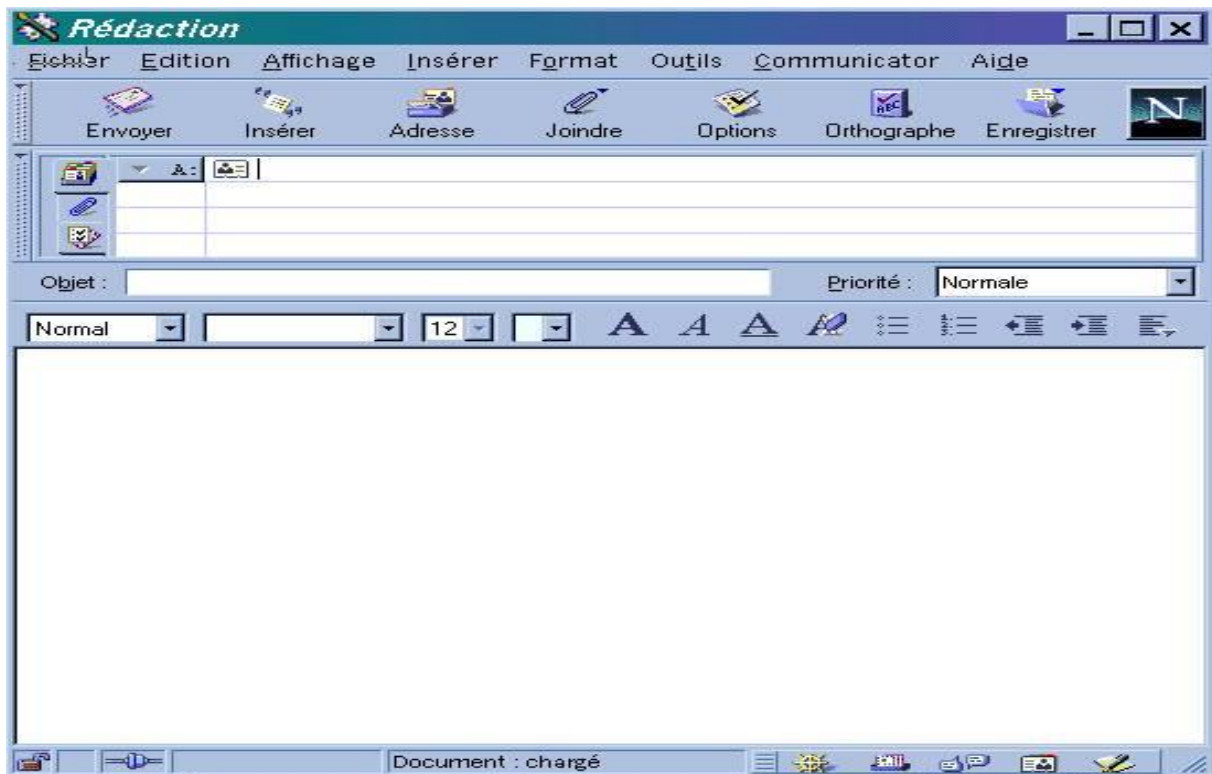 Rédaction
Fichier Edition Affichage Insérer Format Outils Communicator Aide
Envoyer Insérer Adresse Joindre Options Orthographe Enregistrer N
A:
Objet : Priorité : Normale
Normal 12 A A A
Document : chargé